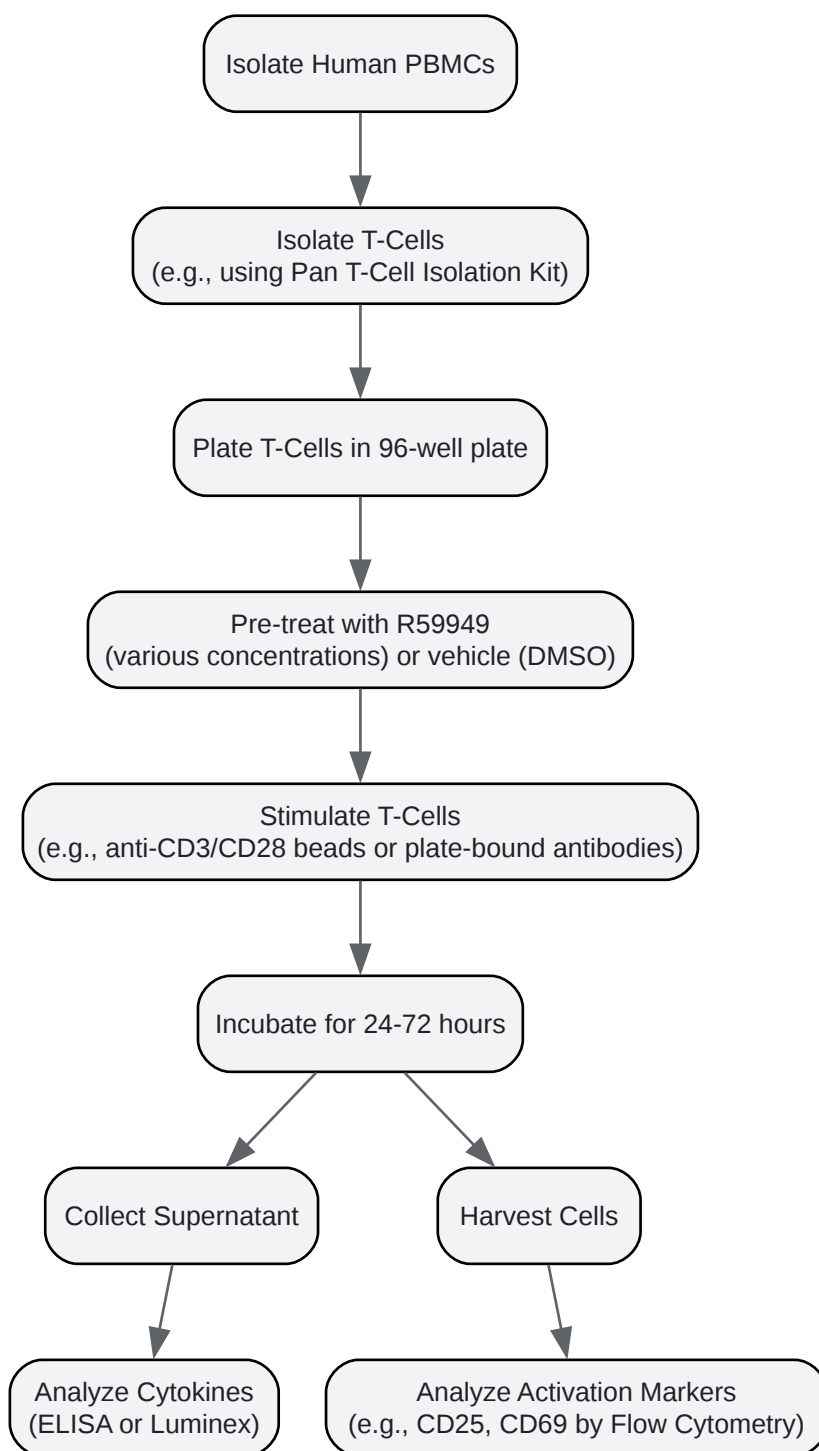 Isolate Human PBMCs
Isolate T-Cells
(e.g., using Pan T-Cell Isolation Kit)
Plate T-Cells in 96-well plate
Pre-treat with R59949
(various concentrations) or vehicle (DMSO)
Stimulate T-Cells
(e.g., anti-CD3/CD28 beads or plate-bound antibodies)
Incubate for 24-72 hours
Collect Supernatant
Harvest Cells
Analyze Cytokines
(ELISA or Luminex)
Analyze Activation Markers
(e.g., CD25, CD69 by Flow Cytometry)